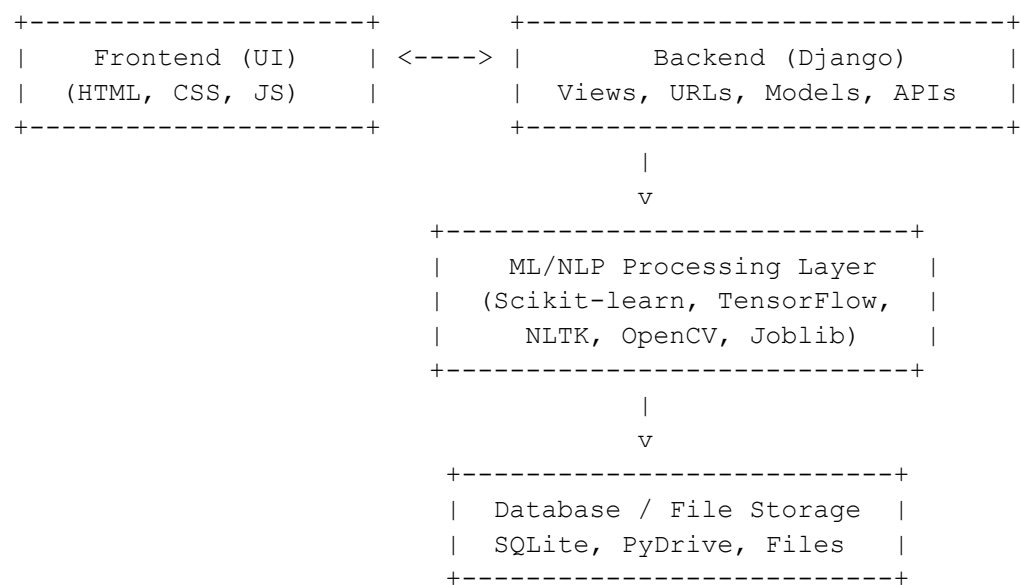 Frontend (UI)
(HTML, CSS, JS)
<---->
Backend (Django)
Views, URLs, Models, APIs
v
ML/NLP Processing Layer
(Scikit-learn, TensorFlow,
NLTK, OpenCV, Joblib)
v
Database / File Storage
SQLite, PyDrive, Files